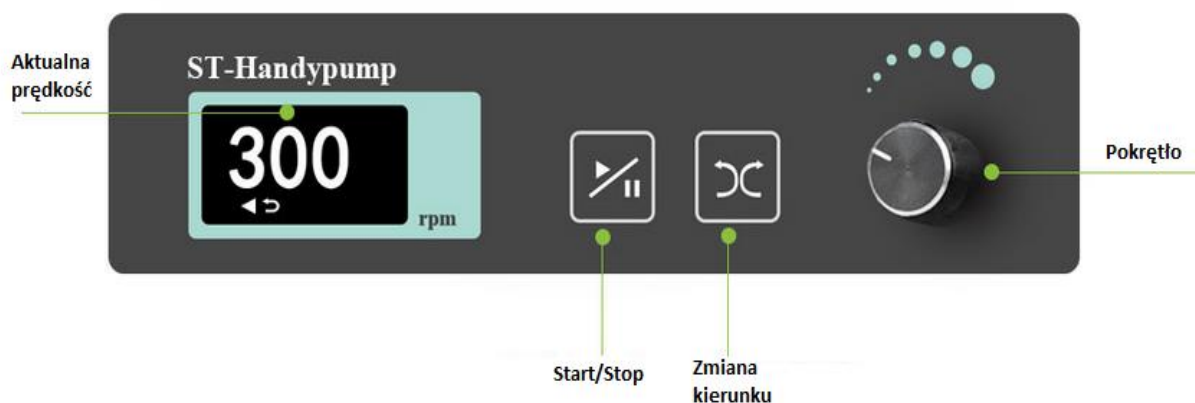 Aktualna
prędkość
ST-Handypump
300
rpm
Pokrętło
Start/Stop
Zmiana
kierunku